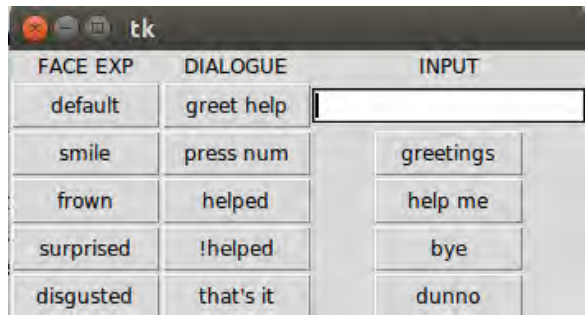 tk
FACE EXP DIALOGUE INPUT
default greet help
smile press num greetings
frown helped help me
surprised !helped bye
disgusted that's it dunno